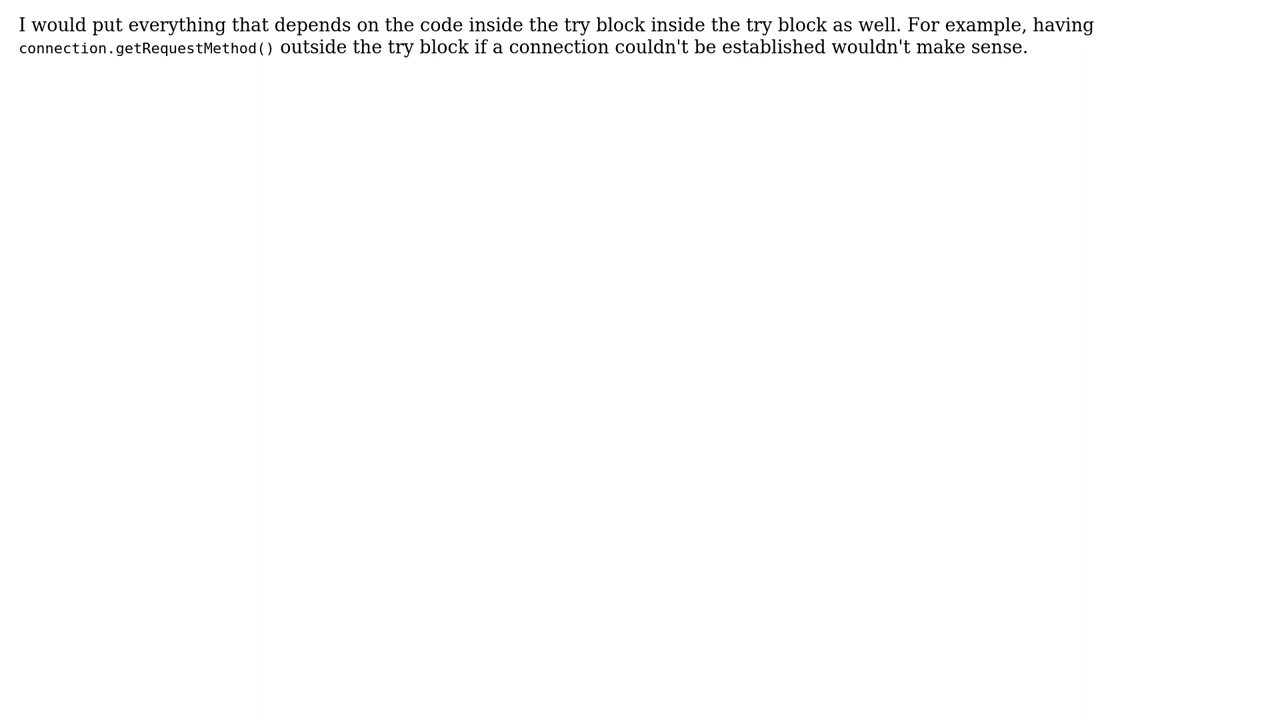 I would put everything that depends on the code inside the try block inside the try block as well. For example, having
connection.getRequestMethod() outside the try block if a connection couldn't be established wouldn't make sense.